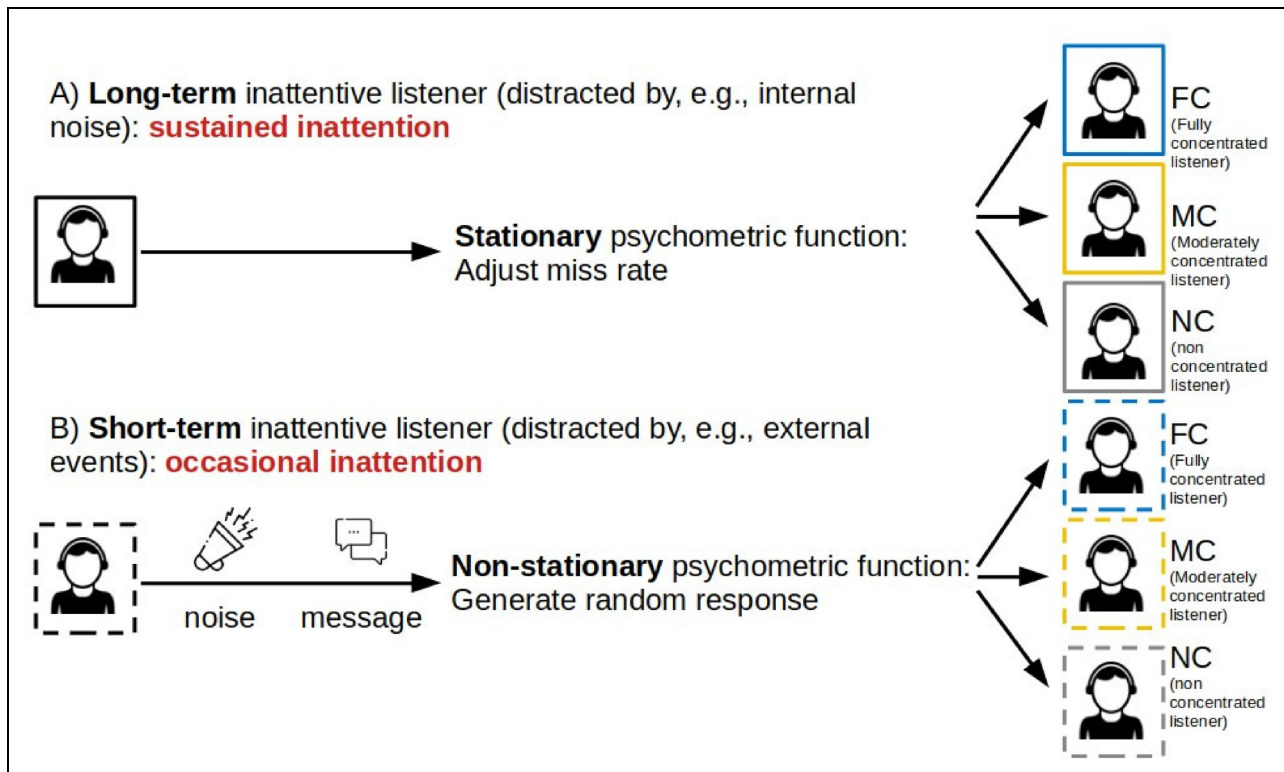 A) Long-term inattentive listener (distracted by, e.g., internal
noise): sustained inattention
Stationary psychometric function:
Adjust miss rate
FC
(Fully
concentrated
listener)
MC
(Moderately
concentrated
listener)
NC
(non
concentrated
listener)
B) Short-term inattentive listener (distracted by, e.g., external
events): occasional inattention
noise
message
Non-stationary psychometric function:
Generate random response
FC
(Fully
concentrated
listener)
MC
(Moderately
concentrated
listener)
NC
(non
concentrated
listener)